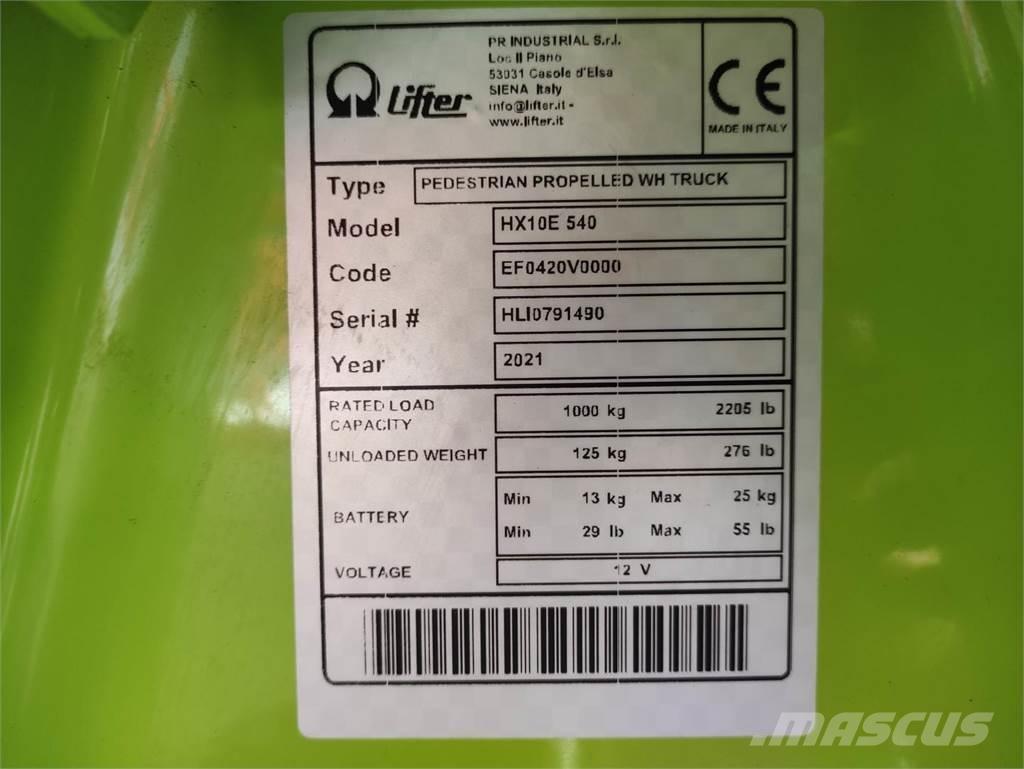 Lifter
PR INDUSTRIAL S.r.l.
Loc Il Piano
53031 Casole d'Elsa
SIENA Italy
info@lifter.it -
www.lifter.it
CE
MADE IN ITALY
Type PEDESTRIAN PROPELLED WH TRUCK
Model HX10E 540
Code EF0420V0000
Serial # HLI0791490
Year 2021
RATED LOAD CAPACITY 1000 kg 2205 lb
UNLOADED WEIGHT 125 kg 276 lb
BATTERY Min 13 kg Max 25 kg
Min 29 lb Max 55 lb
VOLTAGE 12 V
MASCUS